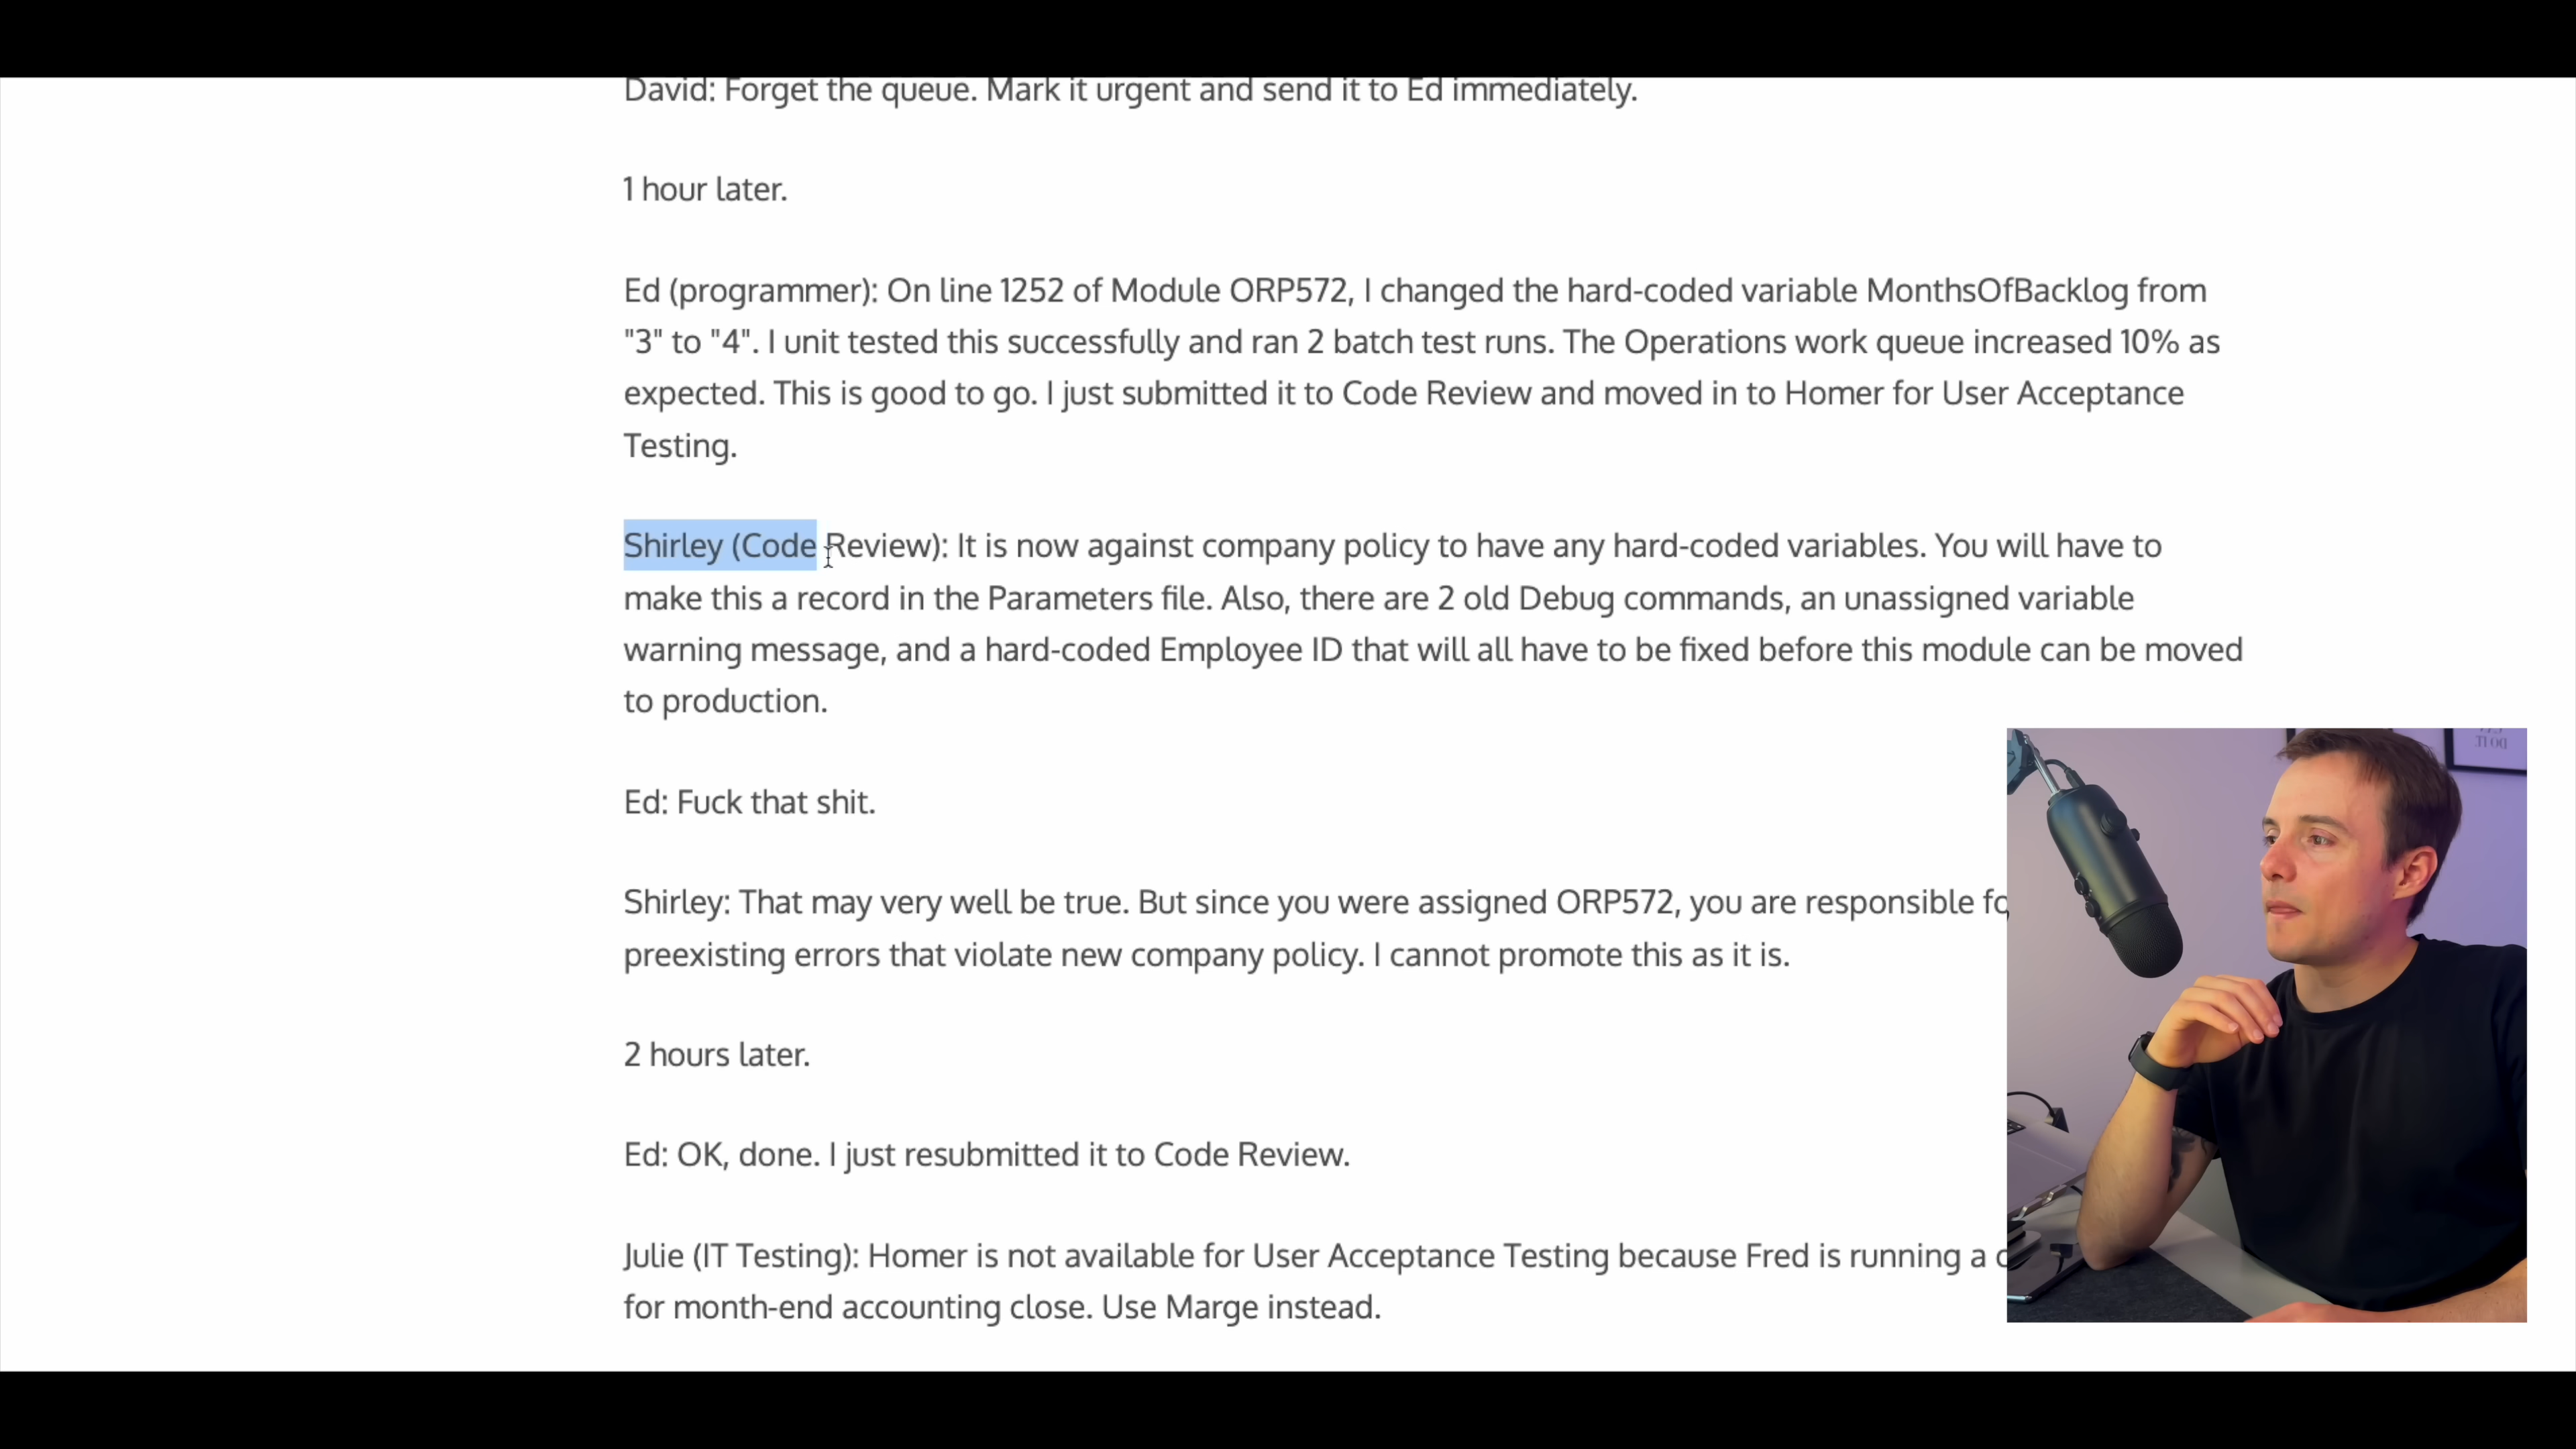 David: Forget the queue. Mark it urgent and send it to Ed immediately.
1 hour later.
Ed (programmer): On line 1252 of Module ORP572, I changed the hard-coded variable MonthsOfBacklog from
"3" to "4". I unit tested this successfully and ran 2 batch test runs. The Operations work queue increased 10% as
expected. This is good to go. I just submitted it to Code Review and moved in to Homer for User Acceptance
Testing.
Shirley (Code Review): It is now against company policy to have any hard-coded variables. You will have to
make this a record in the Parameters file. Also, there are 2 old Debug commands, an unassigned variable
warning message, and a hard-coded Employee ID that will all have to be fixed before this module can be moved
to production.
Ed: Fuck that shit.
Shirley: That may very well be true. But since you were assigned ORP572, you are responsible
preexisting errors that violate new company policy. I cannot promote this as it is.
2 hours later.
Ed: OK, done. I just resubmitted it to Code Review.
Julie (IT Testing): Homer is not available for User Acceptance Testing because Fred is running a
for month-end accounting close. Use Marge instead.